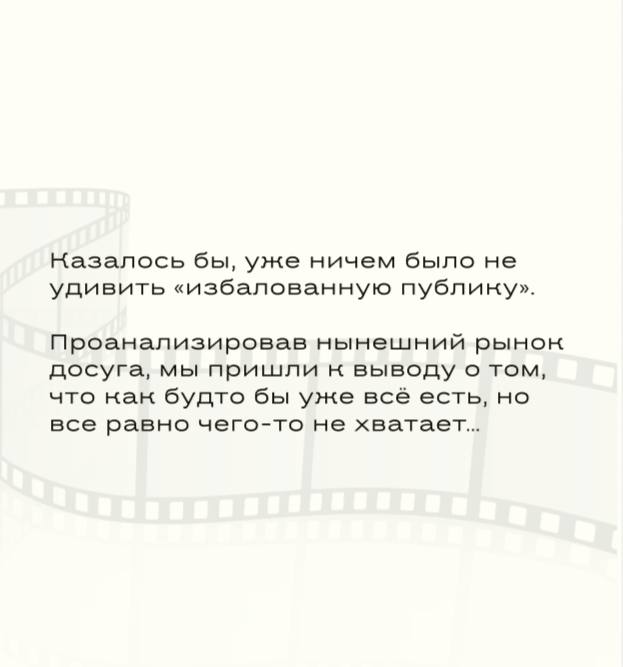 Казалось бы, уже ничем было не
удивить «избалованную публику».
Проанализировав нынешний рынок
досуга, мы пришли к выводу о том,
что как будто бы уже всё есть, но
все равно чего-то не хватает...